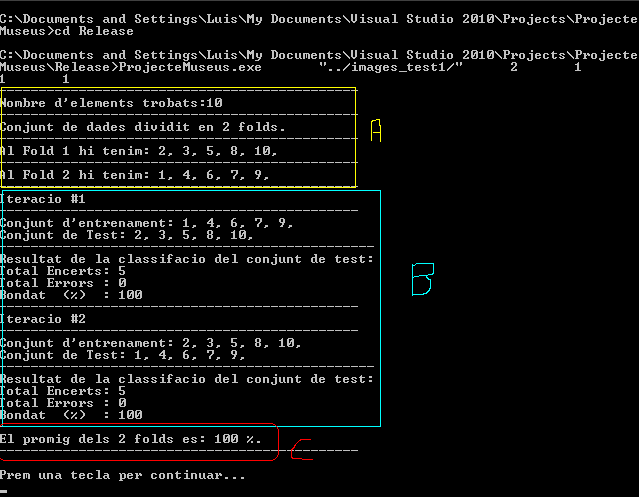 C:\Documents and Settings\Luis\My Documents\Visual Studio 2010\Projects\Projecte
Museus>cd Release
C:\Documents and Settings\Luis\My Documents\Visual Studio 2010\Projects\Projecte
Museus\Release>ProjecteMuseus.exe "../images_test1/" 2 1
1 1
Nombre d'elements trobats:10
Conjunt de dades dividit en 2 folds.
A
Al Fold 1 hi tenim: 2, 3, 5, 8, 10,
Al Fold 2 hi tenim: 1, 4, 6, 7, 9,
Iteracio #1
Conjunt d'entrenament: 1, 4, 6, 7, 9,
Conjunt de Test: 2, 3, 5, 8, 10,
Resultat de la classifacio del conjunt de test:
Total Encerts: 5
Total Errors : 0
Bondat (%) : 100
B
Iteracio #2
Conjunt d'entrenament: 2, 3, 5, 8, 10,
Conjunt de Test: 1, 4, 6, 7, 9,
Resultat de la classifacio del conjunt de test:
Total Encerts: 5
Total Errors : 0
Bondat (%) : 100
El promig dels 2 folds es: 100 %.
C
Prem una tecla per continuar...